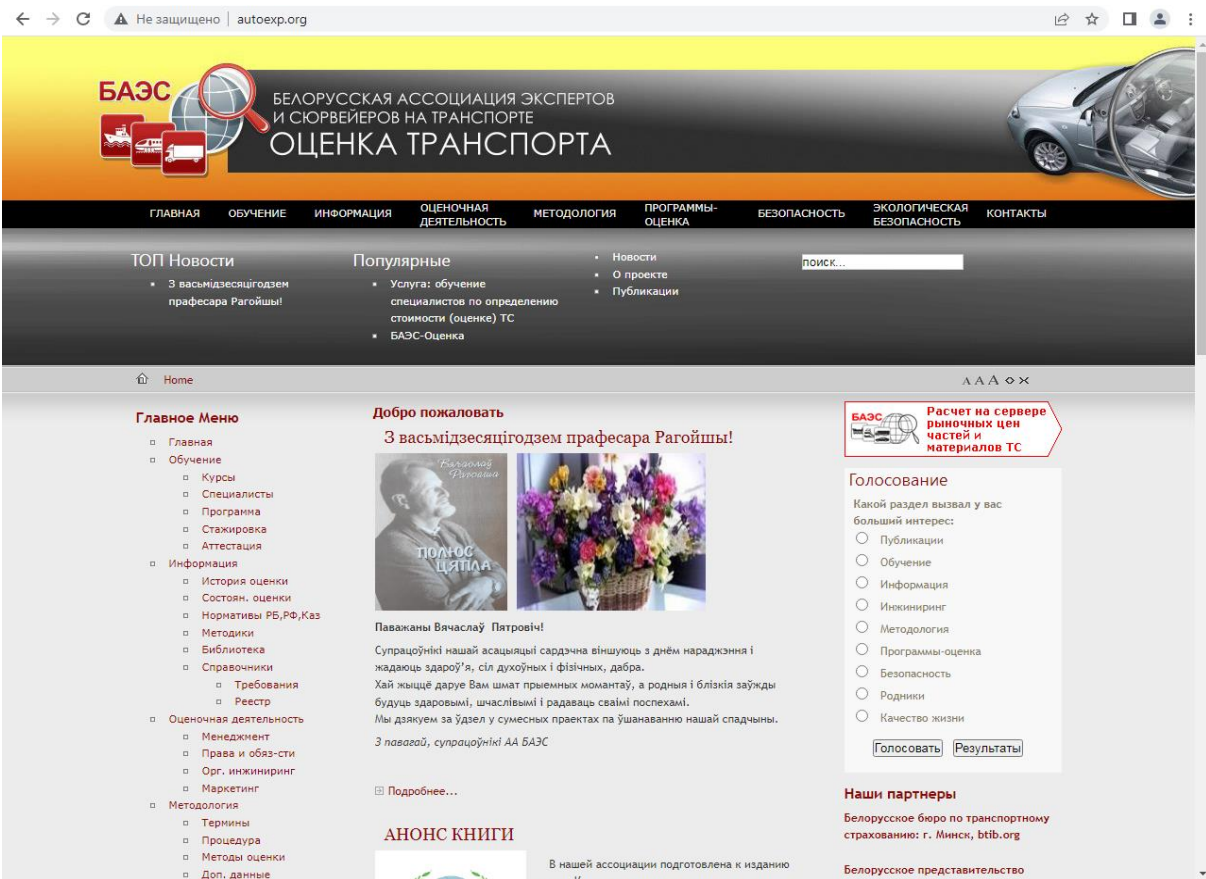 Не защищено
autoexp.org
БАЭС
БЕЛОРУССКАЯ АССОЦИАЦИЯ ЭКСПЕРТОВ
И СЮРВЕЙЕРОВ НА ТРАНСПОРТЕ
ОЦЕНКА ТРАНСПОРТА
ГЛАВНАЯ
ОБУЧЕНИЕ
ИНФОРМАЦИЯ
ОЦЕНОЧНАЯ
ДЕЯТЕЛЬНОСТЬ
МЕТОДОЛОГИЯ
ПРОГРАММЫ-
ОЦЕНКА
БЕЗОПАСНОСТЬ
ЭКОЛОГИЧЕСКАЯ
БЕЗОПАСНОСТЬ
КОНТАКТЫ
ТОП Новости
З васьмідзесяцігодзем
прафесара Рагойшы!
Популярные
Услуга: обучение
специалистов по определению
стоимости (оценке) ТС
БАЭС-Оценка
Новости
О проекте
Публикации
поиск...
Home
A A A
Главное Меню
Главная
Обучение
Курсы
Специалисты
Программа
Стажировка
Аттестация
Информация
История оценки
Состоян. оценки
Нормативы РБ,РФ,Каз
Методики
Библиотека
Справочники
Требования
Реестр
Оценочная деятельность
Менеджмент
Права и обяз-сти
Орг. инжиниринг
Маркетинг
Методология
Термины
Процедура
Методы оценки
Доп. данные
Добро пожаловать
З васьмідзесяцігодзем прафесара Рагойшы!
Вячаслаў
Рагойша
ПОЛЮС
ЦЯПЛА
Паважаны Вячаслаў Пятровіч!
Супрацоўнікі нашай асацыяцыі сардэчна віншуюць з днём нараджэння і
жадаюць здароў'я, сіл духоўных і фізічных, дабра.
Хай жыццё даруе Вам шмат прыемных момантаў, а родныя і блізкія заўжды
будуць здаровымі, шчаслівымі і радаваць сваімі поспехамі.
Мы дзякуем за ўдзел у сумесных праектах па ўшанаванню нашай спадчыны.
З павагай, супрацоўнікі АА БАЭС
Подробнее...
АНОНС КНИГИ
В нашей ассоциации подготовлена к изданию
БАЭС
Расчет на сервере
рыночных цен
частей и
материалов ТС
Голосование
Какой раздел вызвал у вас
больший интерес:
Публикации
Обучение
Информация
Инжиниринг
Методология
Программы-оценка
Безопасность
Родники
Качество жизни
Голосовать
Результаты
Наши партнеры
Белорусское бюро по транспортному
страхованию: г. Минск, btib.org
Белорусское представительство